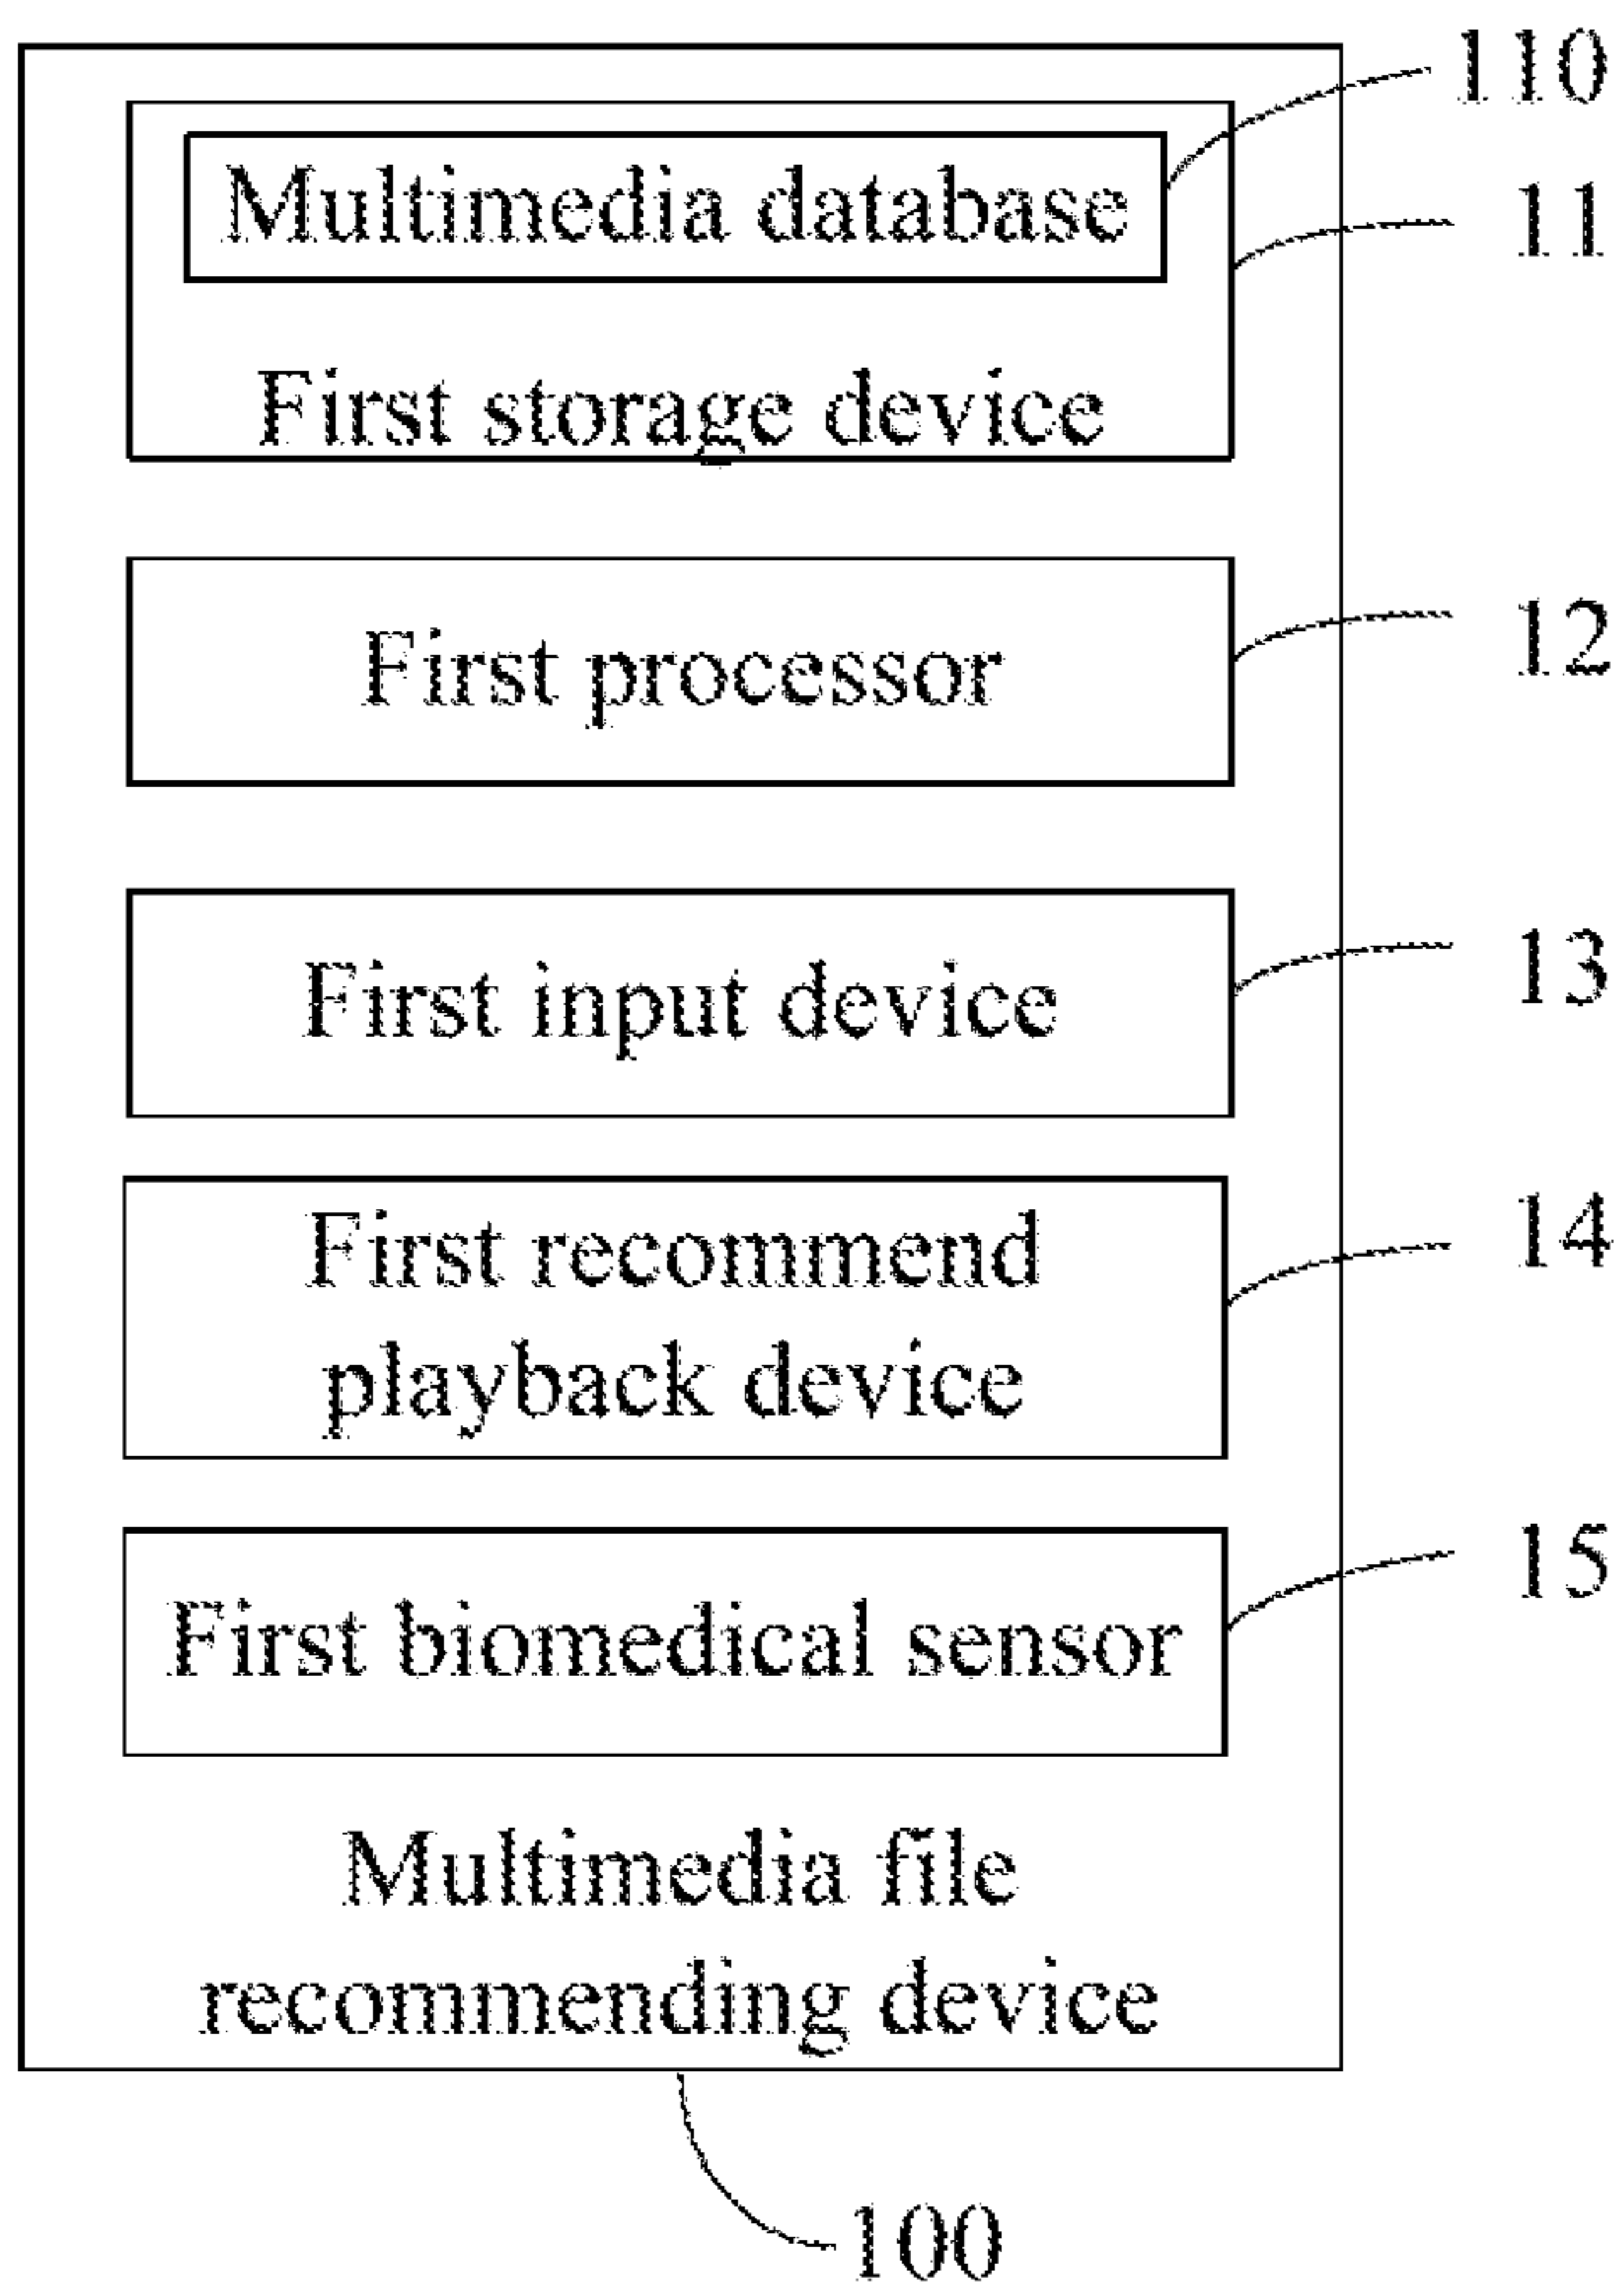 110
Multimedia database
11
First storage device
First processor
12
First input device
13
First recommend
playback device
14
First biomedical sensor
15
Multimedia file
recommending device
100